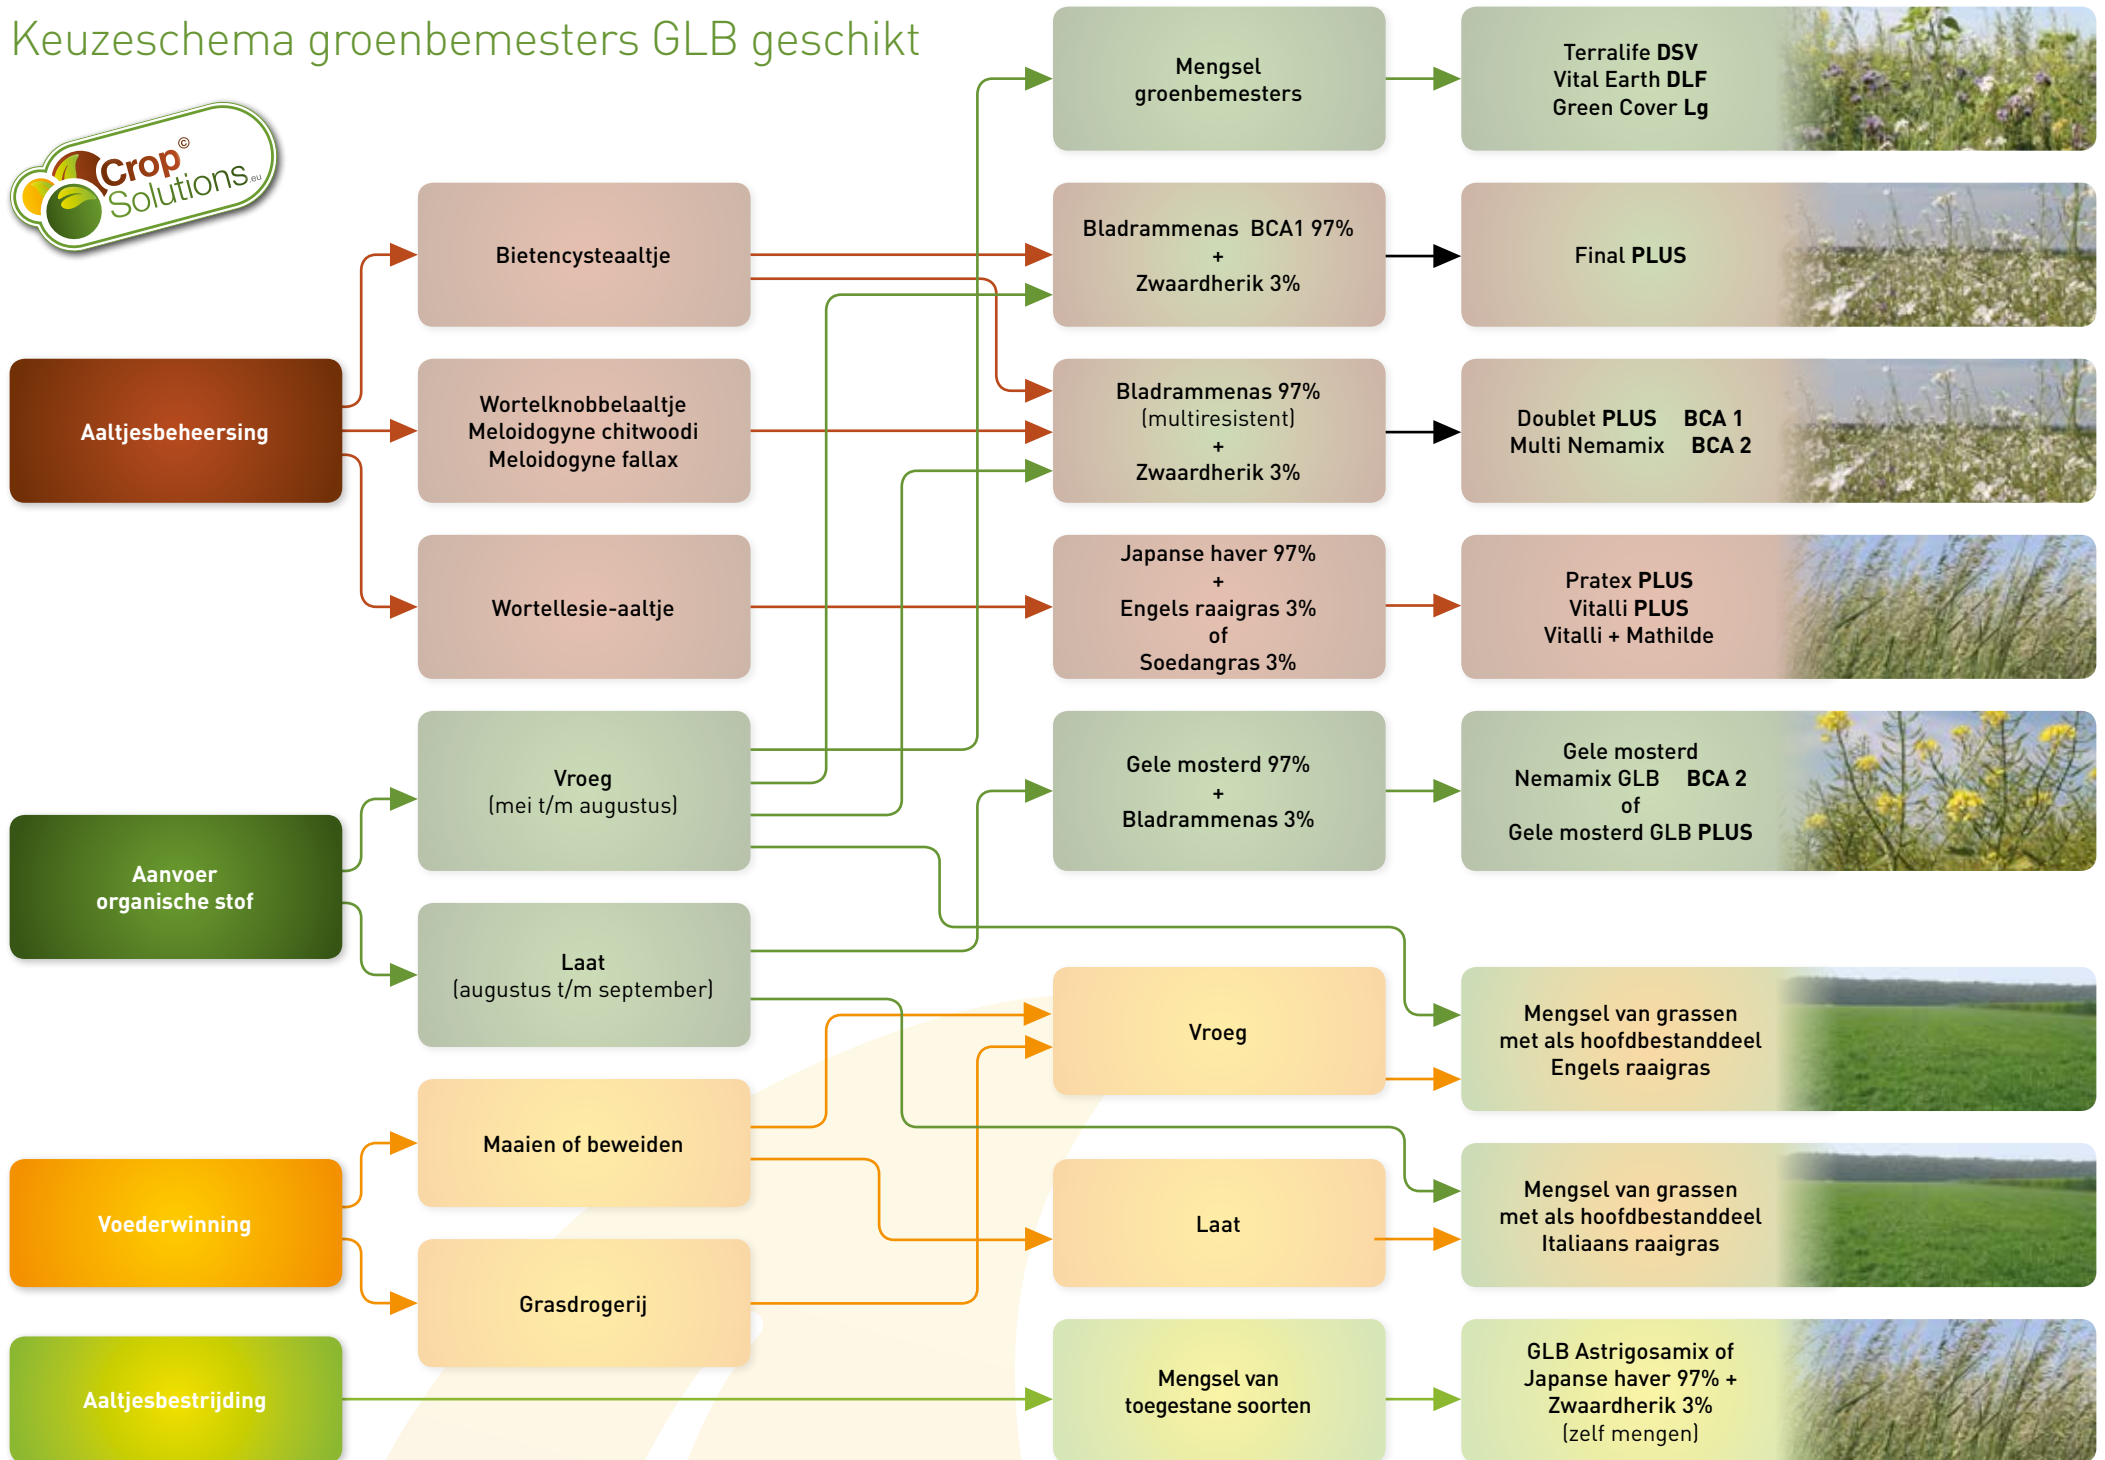 Keuzeschema groenbemesters GLB geschikt
Crop©
Solutions.eu
Aaltjesbeheersing
Aanvoer
organische stof
Voederwinning
Aaltjesbestrijding
Bietencysteaaltje
Wortelknobbelaaltje
Meloidogyne chitwoodi
Meloidogyne fallax
Wortellesie-aaltje
Vroeg
(mei t/m augustus)
Laat
(augustus t/m september)
Maaien of beweiden
Grasdrogerij
Mengsel
groenbemesters
Bladrammenas BCA1 97%
+
Zwaardherik 3%
Bladrammenas 97%
(multiresistent)
+
Zwaardherik 3%
Japanse haver 97%
+
Engels raaigras 3%
of
Soedangras 3%
Gele mosterd 97%
+
Bladrammenas 3%
Vroeg
Laat
Mengsel van
toegestane soorten
Terralife DSV
Vital Earth DLF
Green Cover Lg
Final PLUS
Doublet PLUS BCA 1
Multi Nemamix BCA 2
Pratex PLUS
Vitalli PLUS
Vitalli + Mathilde
Gele mosterd
Nemamix GLB BCA 2
of
Gele mosterd GLB PLUS
Mengsel van grassen
met als hoofdbestanddeel
Engels raaigras
Mengsel van grassen
met als hoofdbestanddeel
Italiaans raaigras
GLB Astrigosamix of
Japanse haver 97% +
Zwaardherik 3%
(zelf mengen)